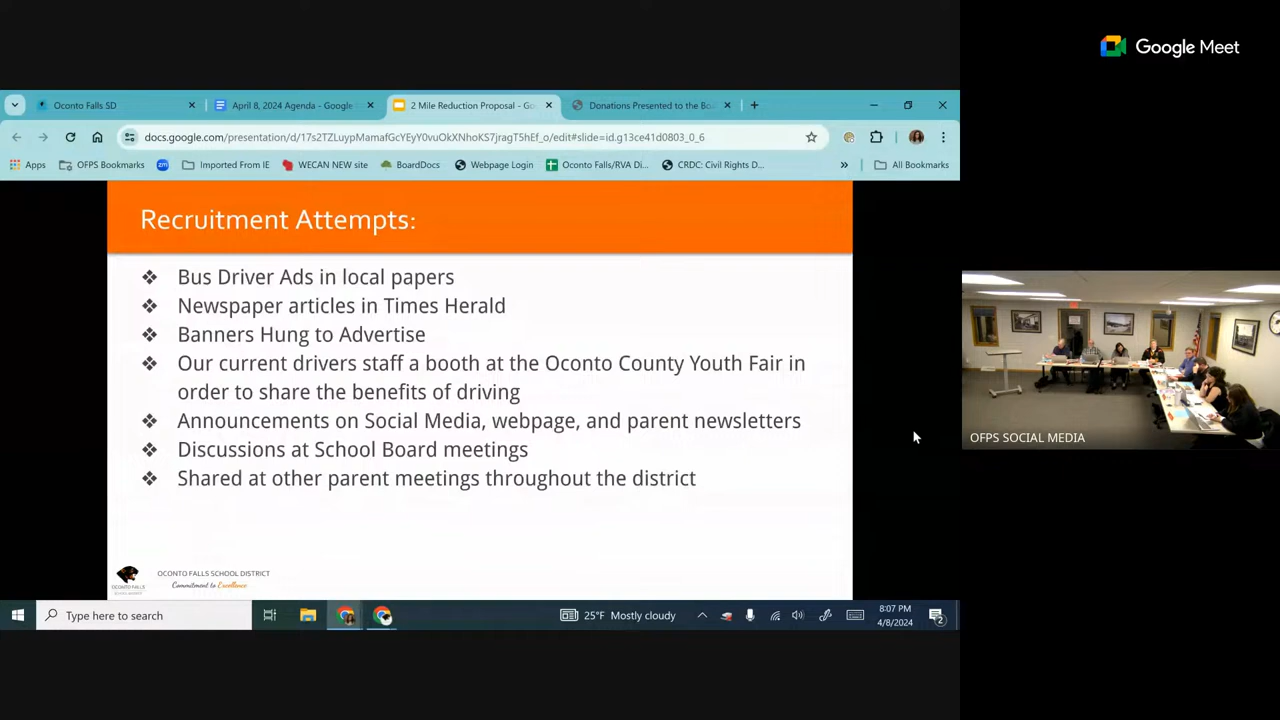 Google Meet
Oconto Falls SD
April 8, 2024 Agenda - Google
2 Mile Reduction Proposal - Go
Donations Presented to the Boa
docs.google.com/presentation/d/17s2TZLuypMamafGcYEyY0vuOkXNhoKS7jragT5hEf_o/edit#slide=id.g13ce41d0803_0_6
Apps
OFPS Bookmarks
zm
Imported From IE
WECAN NEW site
BoardDocs
Webpage Login
Oconto Falls/RVA Di...
CRDC: Civil Rights D...
All Bookmarks
Recruitment Attempts:
❖ Bus Driver Ads in local papers
❖ Newspaper articles in Times Herald
❖ Banners Hung to Advertise
❖ Our current drivers staff a booth at the Oconto County Youth Fair in
order to share the benefits of driving
❖ Announcements on Social Media, webpage, and parent newsletters
❖ Discussions at School Board meetings
❖ Shared at other parent meetings throughout the district
OCONTO FALLS
OCONTO FALLS SCHOOL DISTRICT
Commitment to Excellence
OFPS SOCIAL MEDIA
Type here to search
25°F Mostly cloudy
8:07 PM
4/8/2024
2